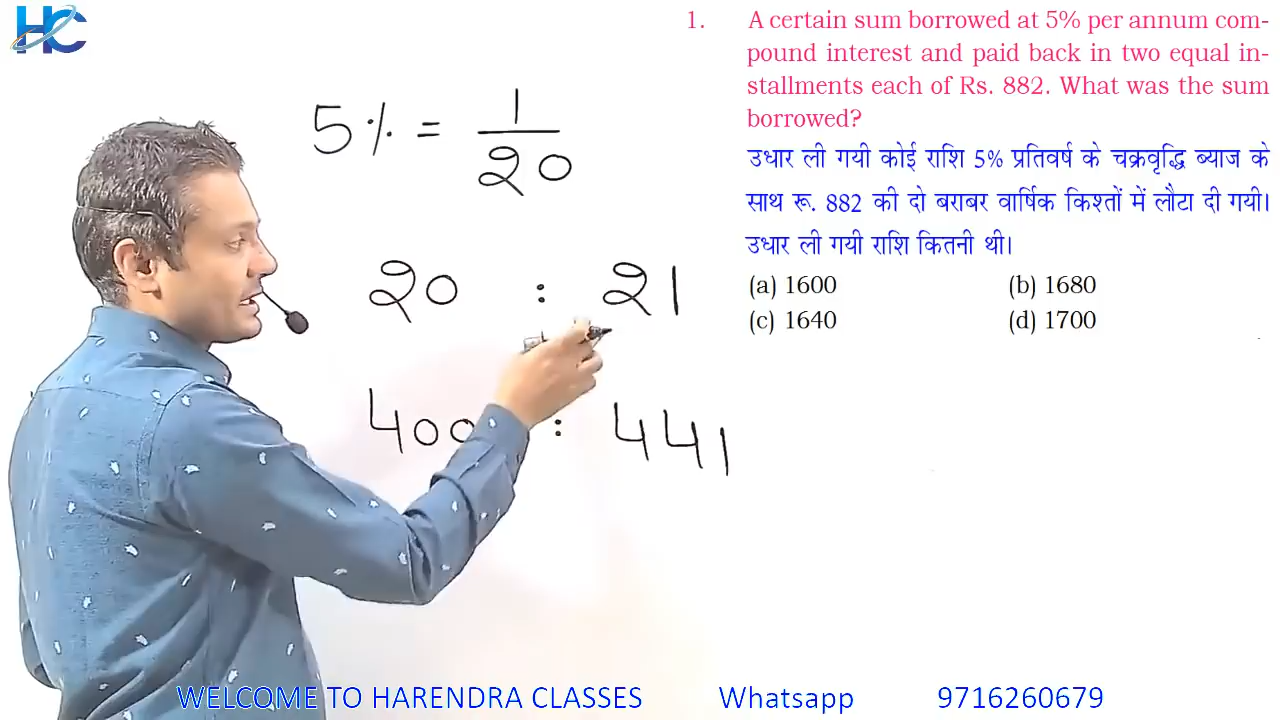 HC
1. A certain sum borrowed at 5% per annum com-
pound interest and paid back in two equal in-
stallments each of Rs. 882. What was the sum
borrowed?
उधार ली गयी कोई राशि 5% प्रतिवर्ष के चक्रवृद्धि ब्याज के
साथ रू. 882 की दो बराबर वार्षिक किश्तों में लौटा दी गयी।
उधार ली गयी राशि कितनी थी।
(a) 1600 (b) 1680
(c) 1640 (d) 1700
5% = 1/20
20 : 21
400 : 441
WELCOME TO HARENDRA CLASSES Whatsapp 9716260679